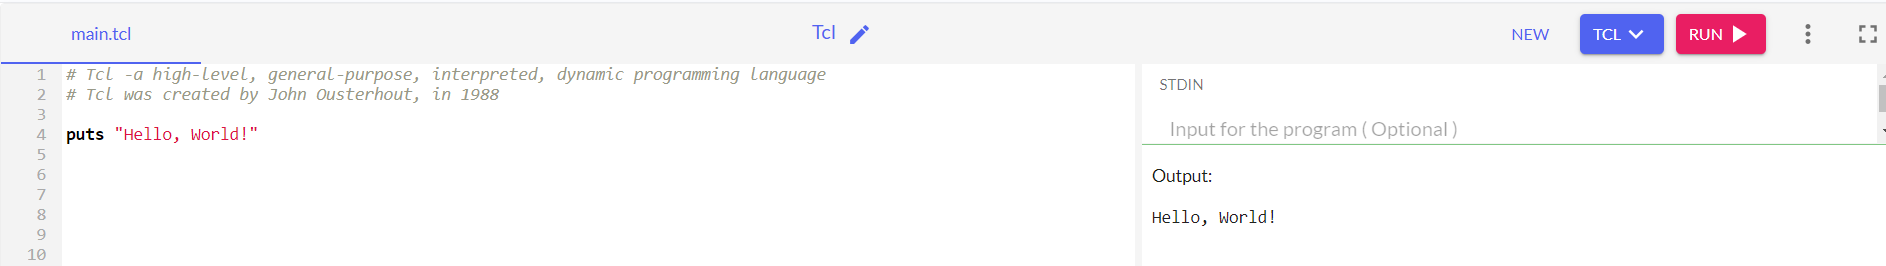 main.tcl
Tcl
NEW
TCL
RUN
1 # Tcl -a high-level, general-purpose, interpreted, dynamic programming language
2 # Tcl was created by John Ousterhout, in 1988
3
4 puts "Hello, World!"
5
6
7
8
9
10
STDIN
Input for the program ( Optional )
Output:
Hello, World!